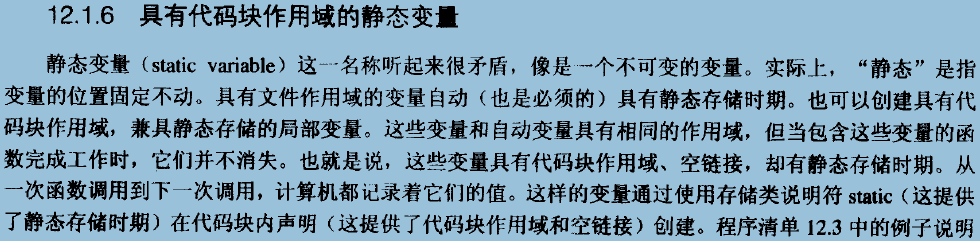 12.1.6 具有代码块作用域的静态变量
静态变量（static variable）这一名称听起来很矛盾，像是一个不可变的变量。实际上，“静态”是指
变量的位置固定不动。具有文件作用域的变量自动（也是必须的）具有静态存储时期。也可以创建具有代
码块作用域，兼具静态存储的局部变量。这些变量和自动变量具有相同的作用域，但当包含这些变量的函
数完成工作时，它们并不消失。也就是说，这些变量具有代码块作用域、空链接，却有静态存储时期。从
一次函数调用到下一次调用，计算机都记录着它们的值。这样的变量通过使用存储类说明符 static（这提供
了静态存储时期）在代码块内声明（这提供了代码块作用域和空链接）创建。程序清单 12.3 中的例子说明